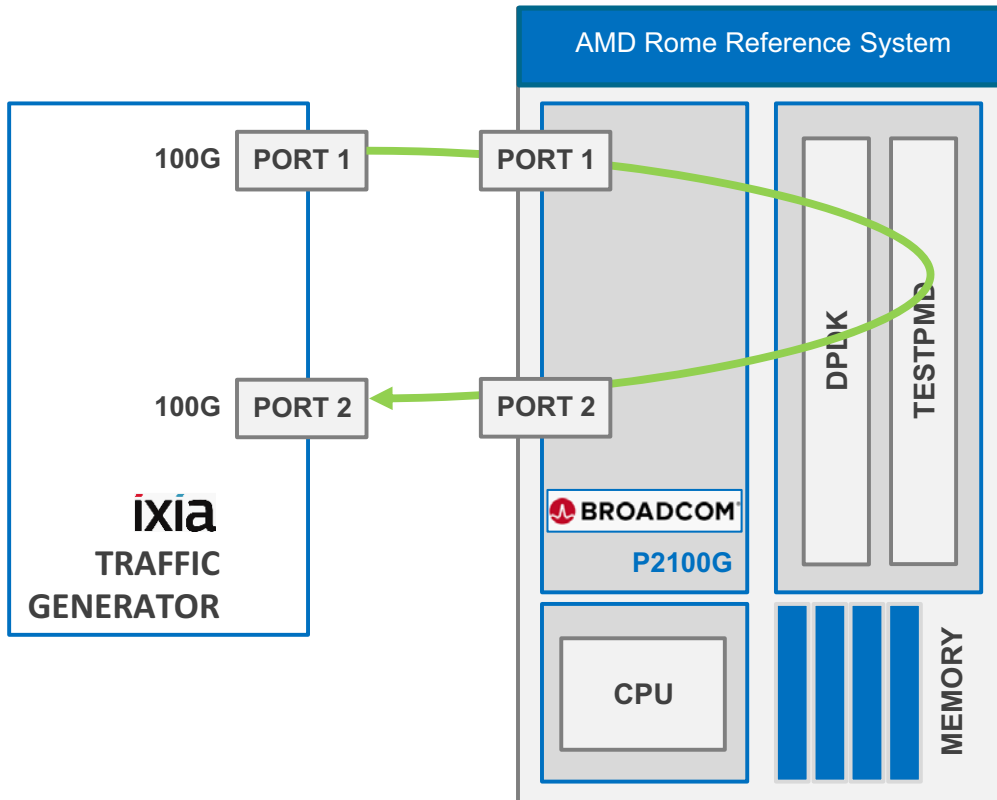 AMD Rome Reference System
100G
PORT 1
PORT 1
100G
PORT 2
PORT 2
DPDK
TESTPMD
ixia
TRAFFIC
GENERATOR
BROADCOM®
P2100G
CPU
MEMORY